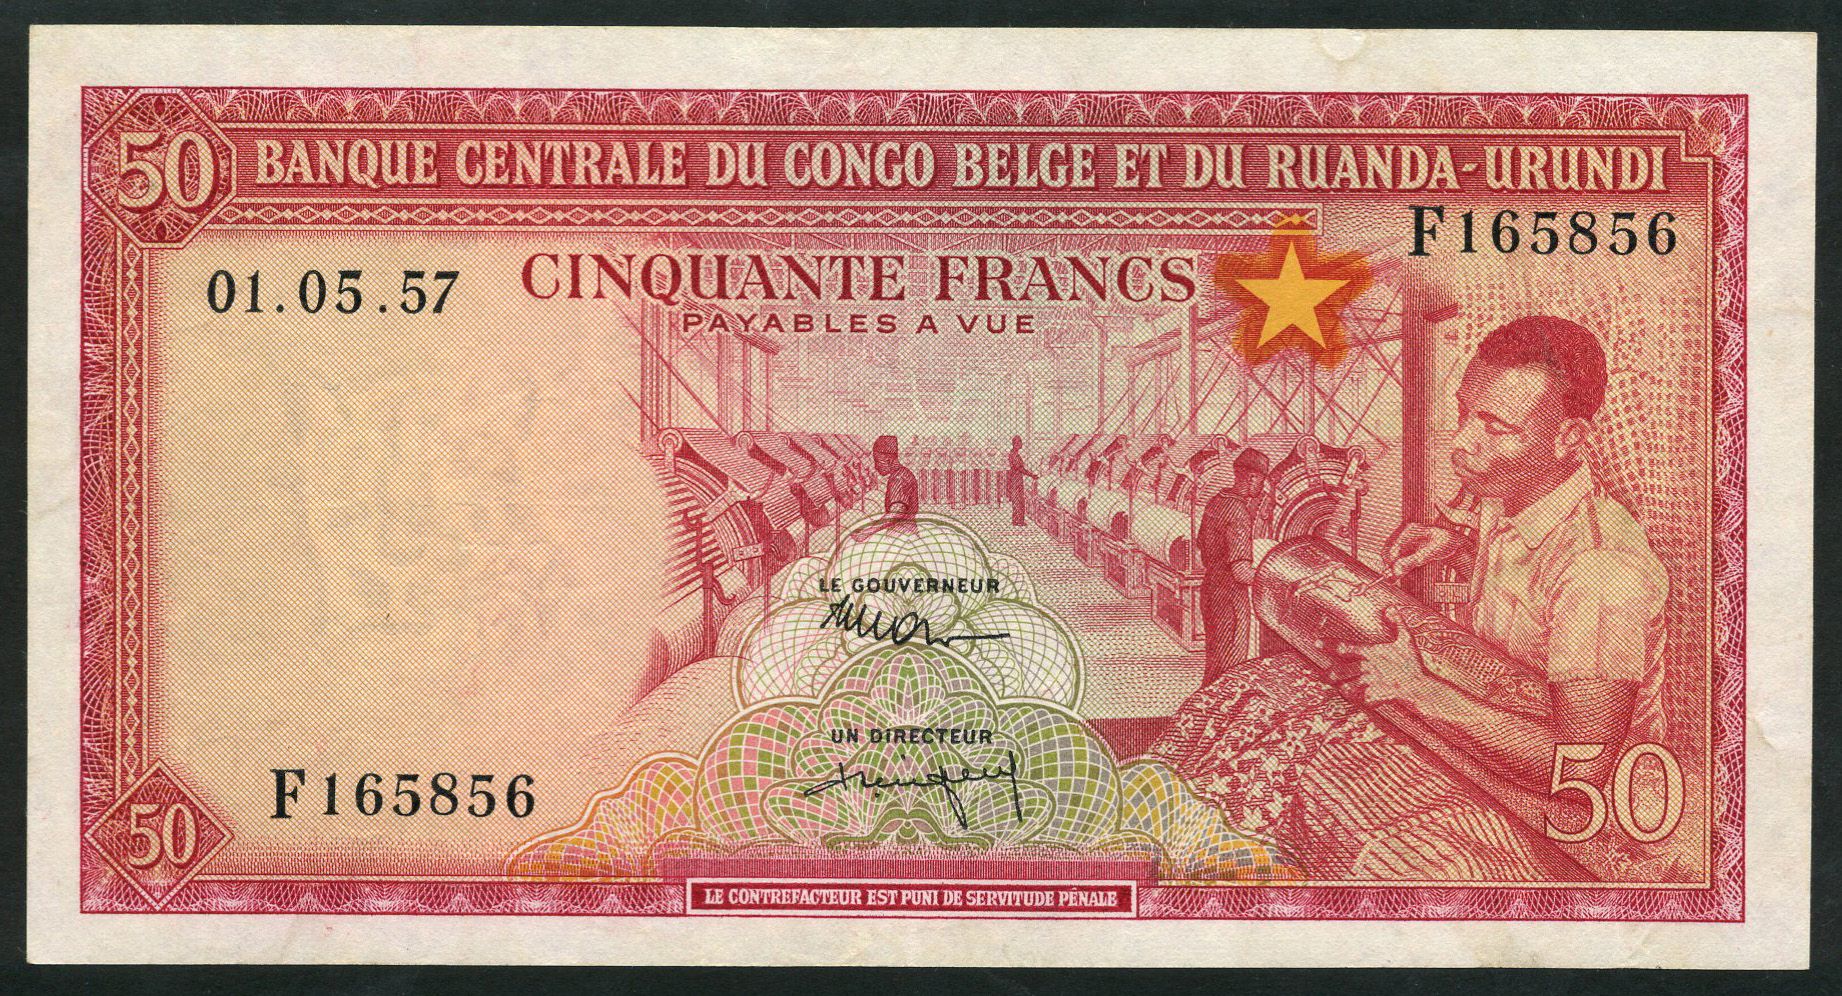 50 BANQUE CENTRALE DU CONGO BELGE ET DU RUANDA-URUNDI
F165856
01.05.57
CINQUANTE FRANCS
PAYABLES A VUE
LE GOUVERNEUR
UN DIRECTEUR
F165856
50
50
LE CONTREFACTEUR EST PUNI DE SERVITUDE PÉNALE